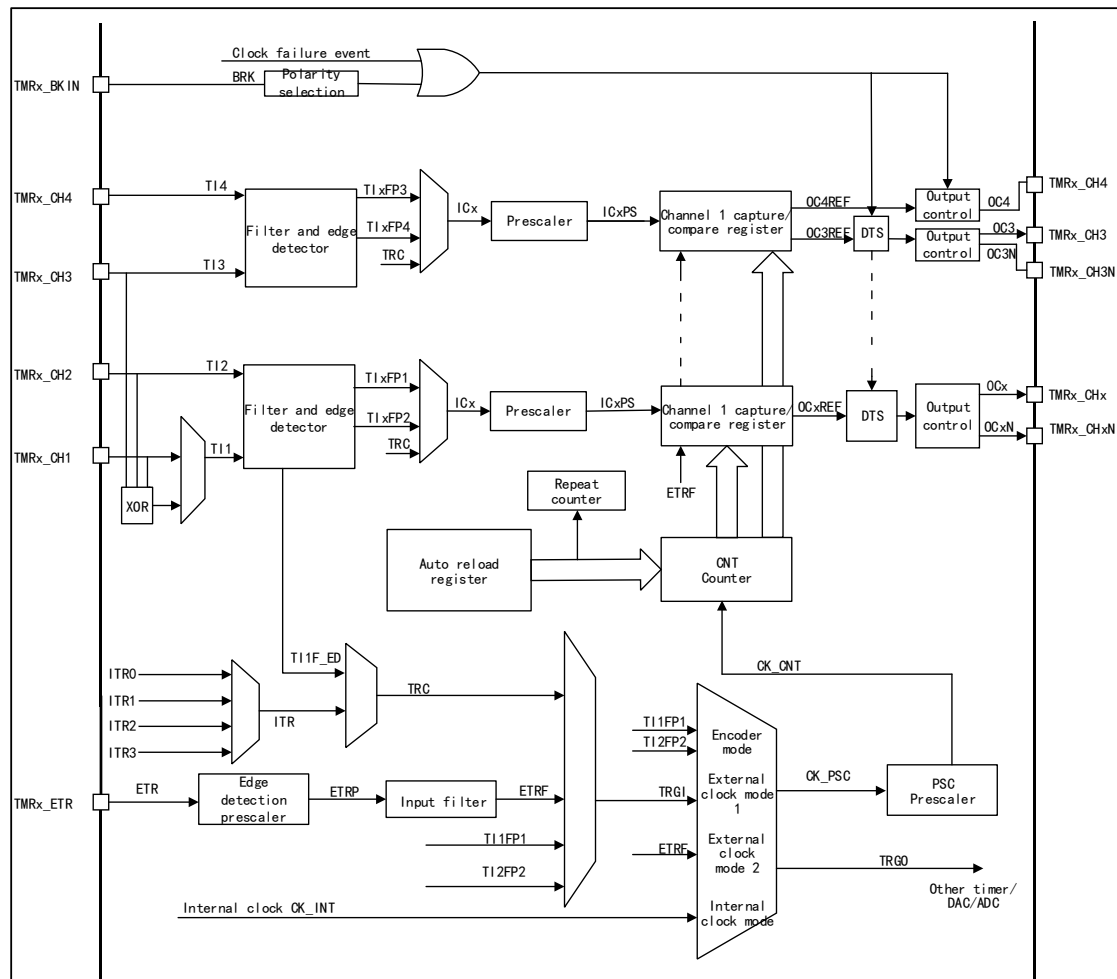 Clock failure event
BRK
Polarity
selection
TMRx_BKIN
TMRx_CH4
TI4
TIxFP3
TIxFP4
TRC
Filter and edge
detector
ICx
Prescaler
ICxPS
Channel 1 capture/
compare register
OC4REF
OC3REF
DTS
Output
control
OC4
TMRx_CH4
Output
control
OC3
OC3N
TMRx_CH3
TMRx_CH3N
TMRx_CH3
TI3
TMRx_CH2
TI2
TIxFP1
TIxFP2
TRC
Filter and edge
detector
ICx
Prescaler
ICxPS
Channel 1 capture/
compare register
OCxREF
DTS
Output
control
OCx
OCxN
TMRx_CHx
TMRx_CHxN
TMRx_CH1
TI1
XOR
ETRF
Repeat
counter
Auto reload
register
CNT
Counter
TI1F_ED
CK_CNT
ITR0
ITR1
ITR2
ITR3
ITR
TRC
TI1FP1
TI2FP2
Encoder
mode
External
clock mode
1
External
clock
mode 2
Internal
clock mode
CK_PSC
PSC
Prescaler
TMRx_ETR
ETR
Edge
detection
prescaler
ETRP
Input filter
ETRF
TRGI
TI1FP1
TI2FP2
ETRF
TRGO
Other timer/
DAC/ADC
Internal clock CK_INT